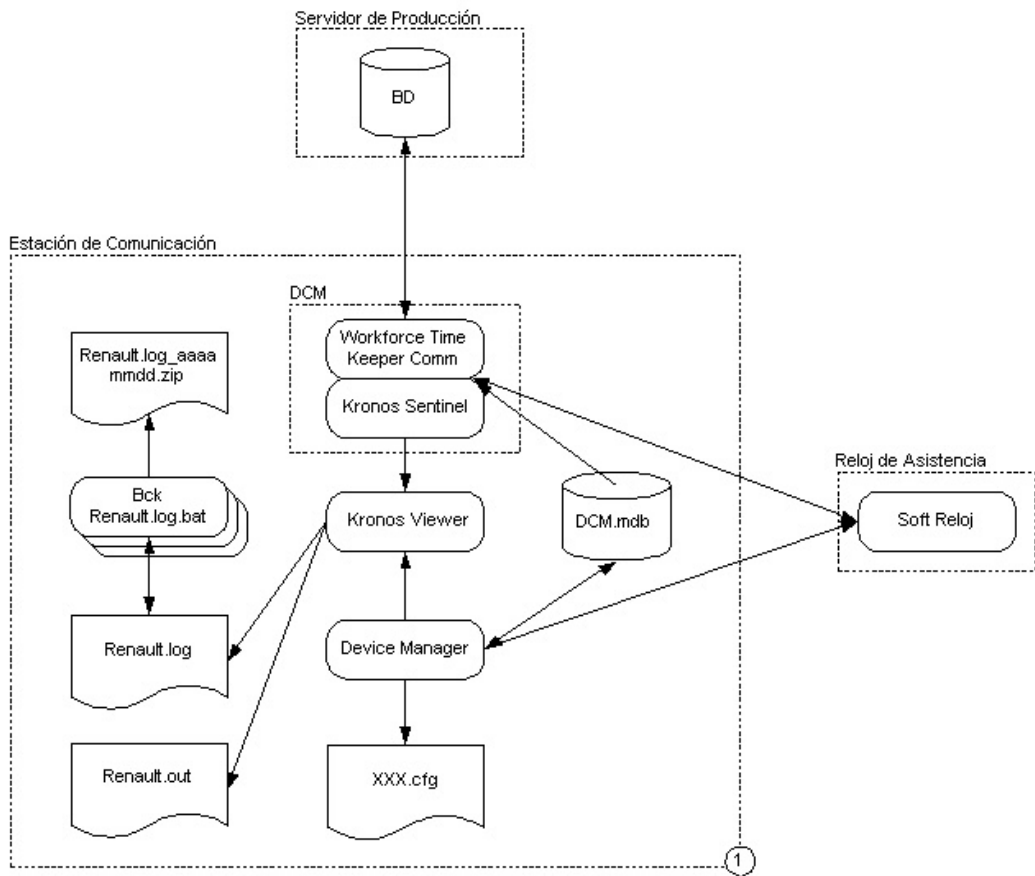 Servidor de Producción
BD
Estación de Comunicación
DCM
Workforce Time
Keeper Comm
Kronos Sentinel
Renault.log_aaaa
mmdd.zip
Bck
Renault.log.bat
Kronos Viewer
DCM.mdb
Reloj de Asistencia
Soft Reloj
Renault.log
Device Manager
Renault.out
XXX.cfg
1